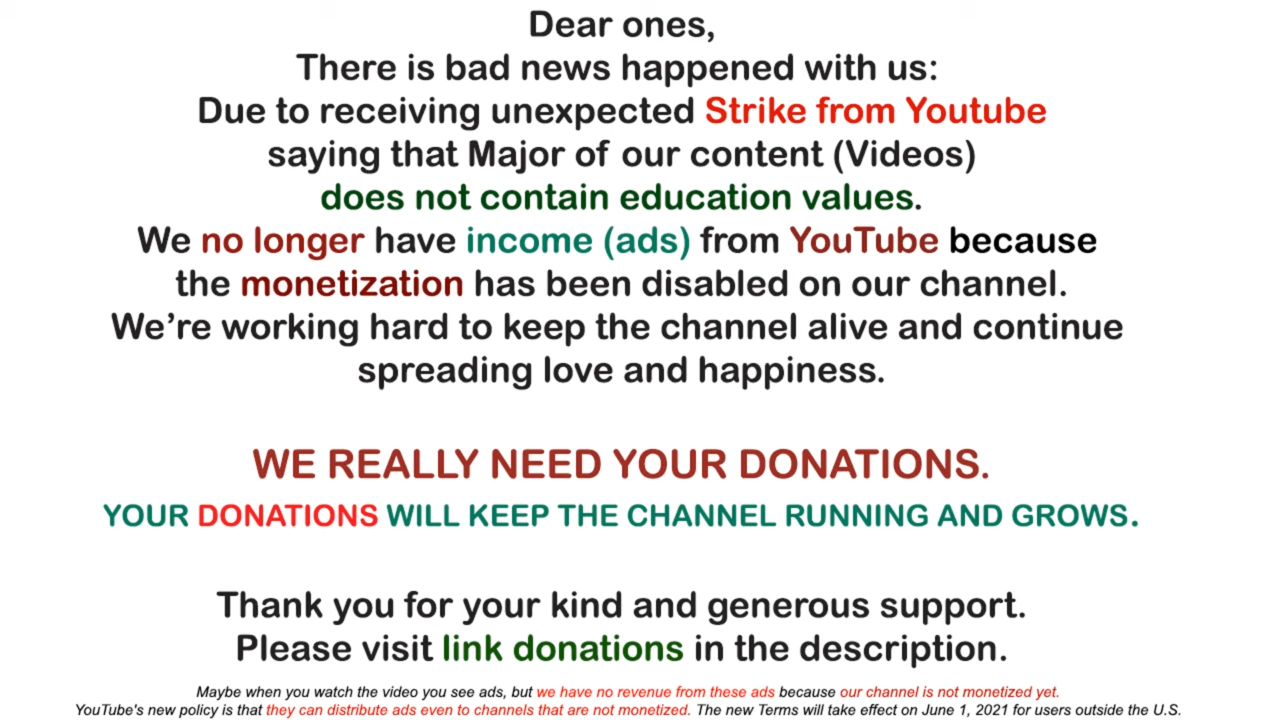 Dear ones,
There is bad news happened with us:
Due to receiving unexpected Strike from Youtube
saying that Major of our content (Videos)
does not contain education values.
We no longer have income (ads) from YouTube because
the monetization has been disabled on our channel.
We’re working hard to keep the channel alive and continue
spreading love and happiness.
WE REALLY NEED YOUR DONATIONS.
YOUR DONATIONS WILL KEEP THE CHANNEL RUNNING AND GROWS.
Thank you for your kind and generous support.
Please visit link donations in the description.
Maybe when you watch the video you see ads, but we have no revenue from these ads because our channel is not monetized yet.
YouTube's new policy is that they can distribute ads even to channels that are not monetized. The new Terms will take effect on June 1, 2021 for users outside the U.S.